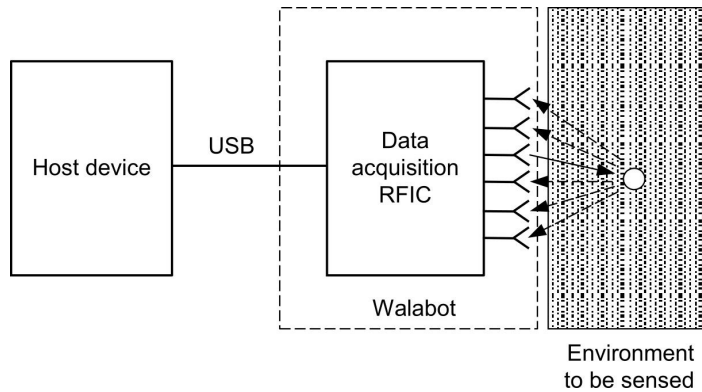 Host device
USB
Data
acquisition
RFIC
Walabot
Environment
to be sensed